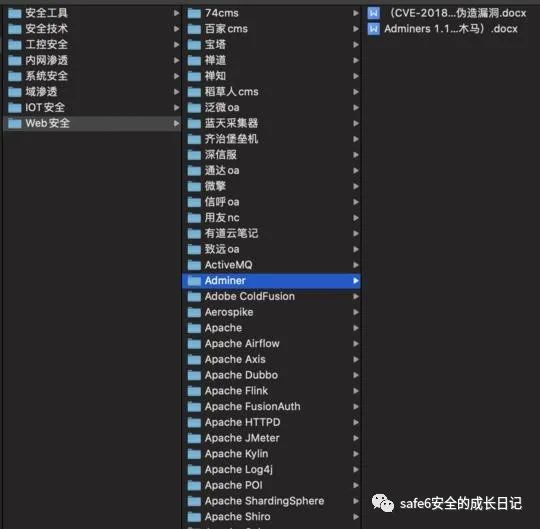 安全工具
安全技术
工控安全
内网渗透
系统安全
域渗透
IOT安全
Web安全
74cms
百家cms
宝塔
禅道
禅知
稻草人cms
泛微oa
蓝天采集器
齐治堡垒机
深信服
通达oa
微擎
信呼oa
用友nc
有道云笔记
致远oa
ActiveMQ
Adminer
Adobe ColdFusion
Aerospike
Apache
Apache Airflow
Apache Axis
Apache Dubbo
Apache Flink
Apache FusionAuth
Apache HTTPD
Apache JMeter
Apache Kylin
Apache Log4j
Apache POI
Apache ShardingSphere
Apache Shiro
（CVE-2018...伪造漏洞.docx
Adminers 1.1...木马）.docx
safe6安全的成长日记